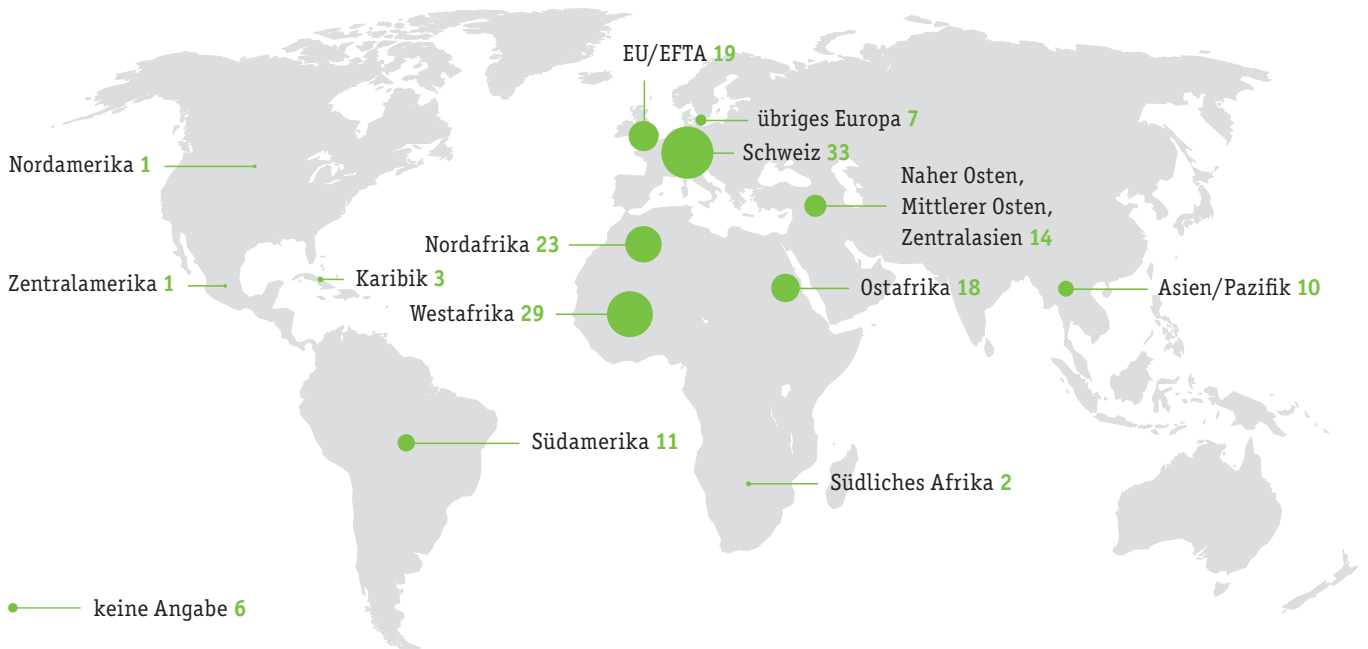 EU/EFTA 19
übriges Europa 7
Schweiz 33
Nordamerika 1
Naher Osten,
Mittlerer Osten,
Zentralasien 14
Nordafrika 23
Zentralamerika 1
Karibik 3
Ostafrika 18
Asien/Pazifik 10
Westafrika 29
Südamerika 11
Südliches Afrika 2
keine Angabe 6